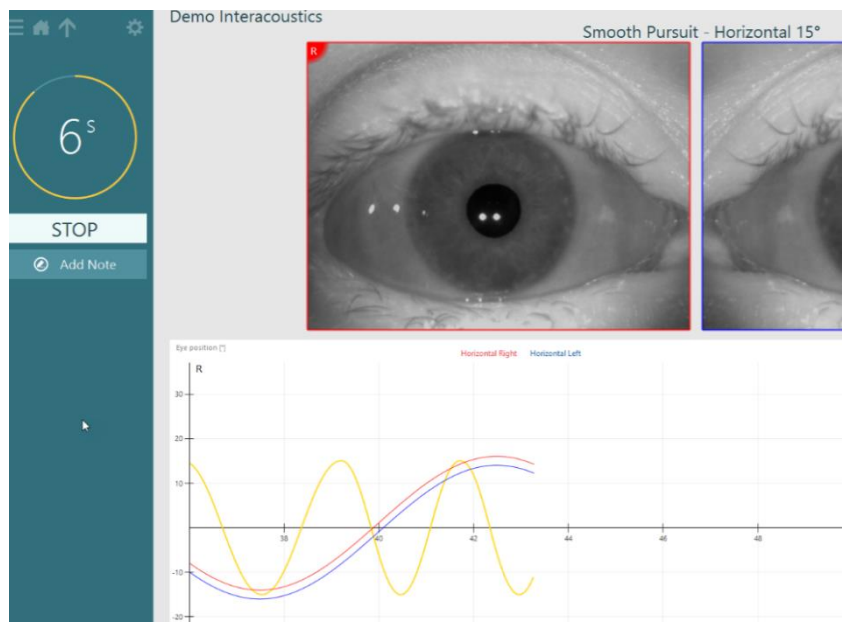 Demo Interacoustics
Smooth Pursuit - Horizontal 15°
R
6 S
STOP
Add Note
Eye position [°]
Horizontal Right Horizontal Left
R
30
20
10
38 40 42 44 46 48
-10
-20